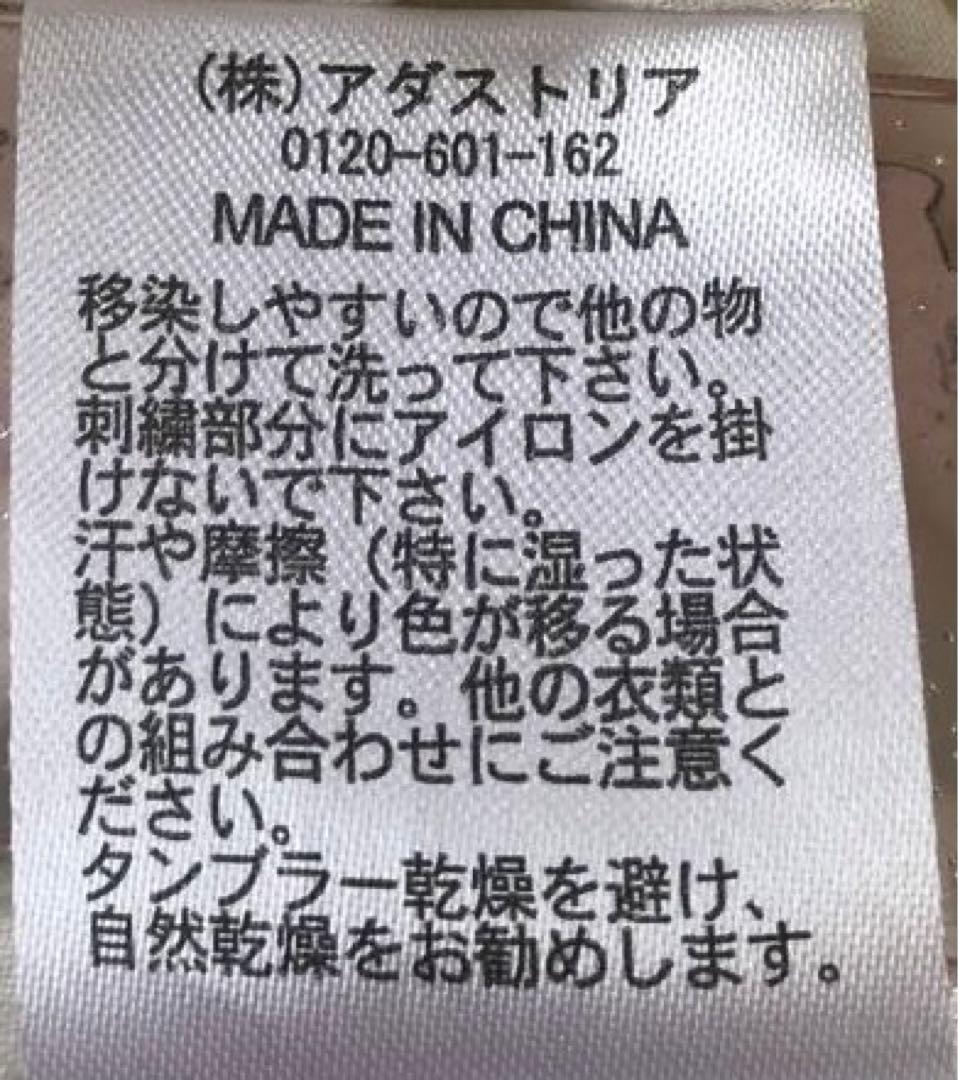 (株)アダストリア
0120-601-162
MADE IN CHINA
移染しやすいので他の物
と分けて洗って下さい。
刺繍部分にアイロンを掛
けないで下さい。
汗や摩擦（特に湿った状
態）により色が移る場合
があります。他の衣類と
の組み合わせにご注意く
ださい。
タンブラー乾燥を避け、
自然乾燥をお勧めします。